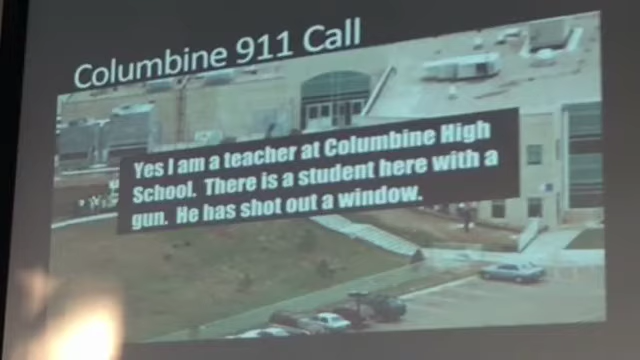 Columbine 911 Call
Yes I am a teacher at Columbine High
School. There is a student here with a
gun. He has shot out a window.